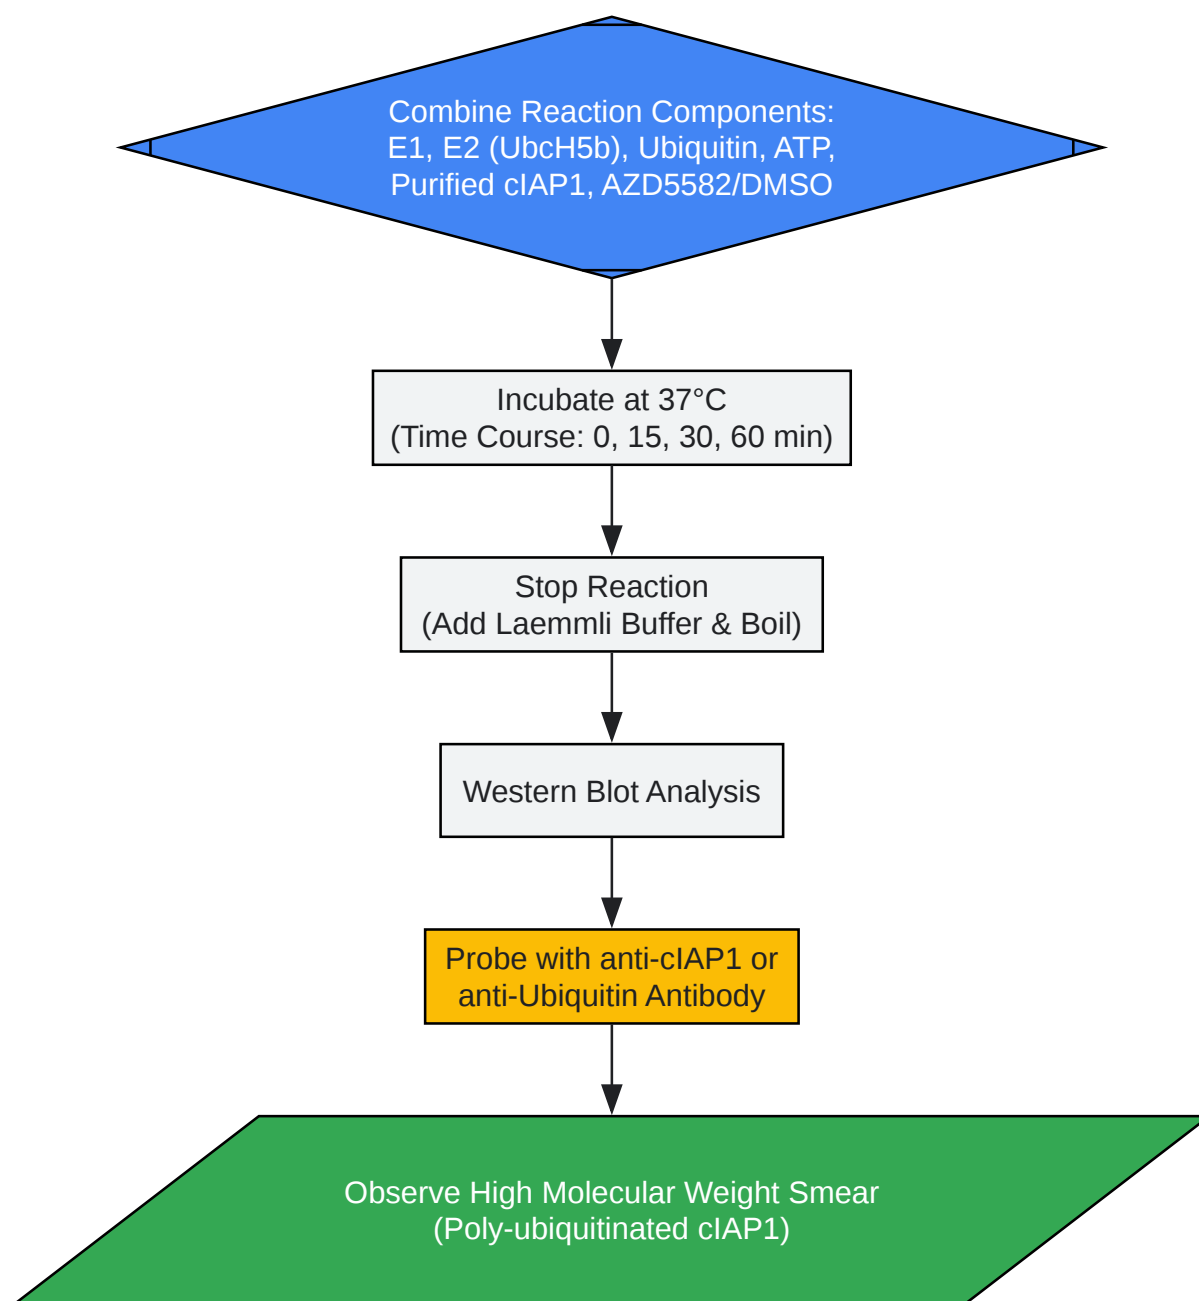 Combine Reaction Components:
E1, E2 (UbcH5b), Ubiquitin, ATP,
Purified cIAP1, AZD5582/DMSO
Incubate at 37°C
(Time Course: 0, 15, 30, 60 min)
Stop Reaction
(Add Laemmli Buffer & Boil)
Western Blot Analysis
Probe with anti-cIAP1 or
anti-Ubiquitin Antibody
Observe High Molecular Weight Smear
(Poly-ubiquitinated cIAP1)